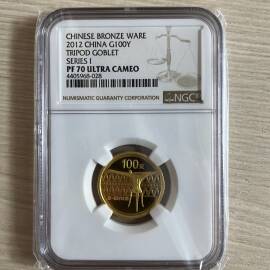 CHINESE BRONZE WARE
2012 CHINA G100Y
TRIPOD GOBLET
SERIES I
PF 70 ULTRA CAMEO
4405968-028
NUMISMATIC GUARANTY CORPORATION
NGC
100元